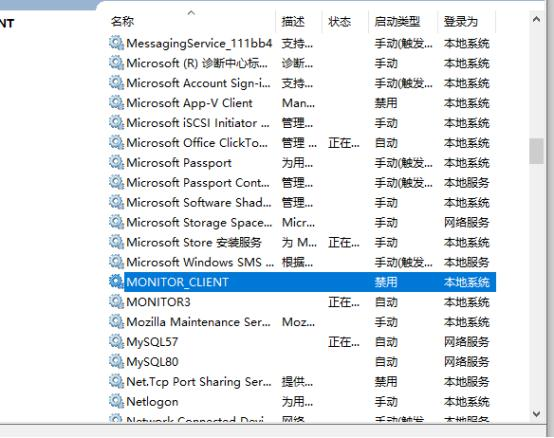 NT
名称 描述 状态 启动类型 登录为
MessagingService_111bb4 支持... 手动(触发... 本地系统
Microsoft (R) 诊断中心标... 诊断... 手动 本地系统
Microsoft Account Sign-i... 支持... 手动(触发... 本地系统
Microsoft App-V Client Man... 禁用 本地系统
Microsoft iSCSI Initiator ... 管理... 手动 本地系统
Microsoft Office ClickTo... 管理 ... 正在... 自动 本地系统
Microsoft Passport 为用... 手动(触发... 本地系统
Microsoft Passport Cont... 管理... 手动(触发... 本地服务
Microsoft Software Shad... 管理... 手动 本地系统
Microsoft Storage Space... Micr... 手动 网络服务
Microsoft Store 安装服务 为 M... 正在... 手动 本地系统
Microsoft Windows SMS ... 根据... 手动(触发... 本地服务
MONITOR_CLIENT 禁用 本地系统
MONITOR3 正在... 自动 本地系统
Mozilla Maintenance Ser... Moz... 手动 本地系统
MySQL57 正在... 自动 网络服务
MySQL80 自动 网络服务
Net.Tcp Port Sharing Ser... 提供... 禁用 本地服务
Netlogon 为用... 手动 本地系统
Network Connected Devi... 网络... 手动(触发... 本地服务